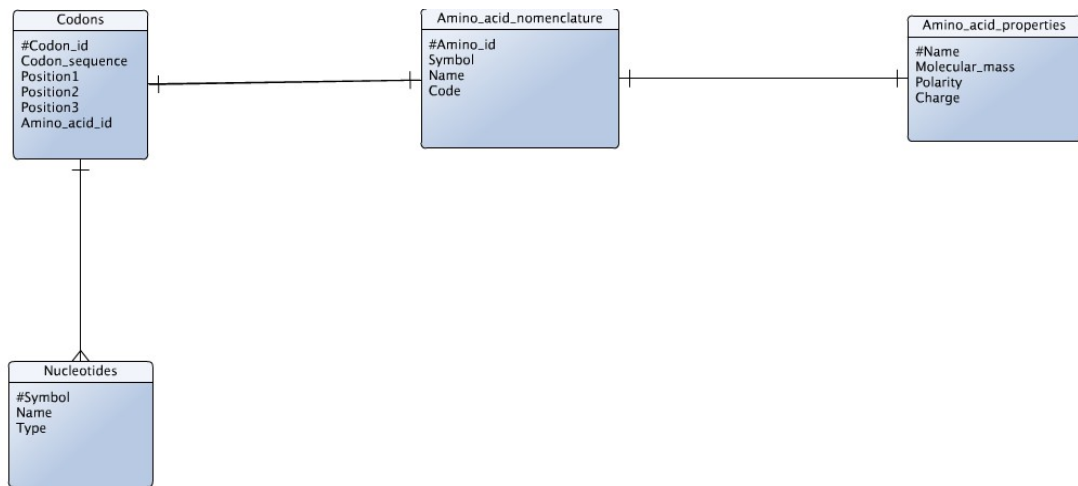 Codons
#Codon_id
Codon_sequence
Position1
Position2
Position3
Amino_acid_id
Amino_acid_nomenclature
#Amino_id
Symbol
Name
Code
Amino_acid_properties
#Name
Molecular_mass
Polarity
Charge
Nucleotides
#Symbol
Name
Type